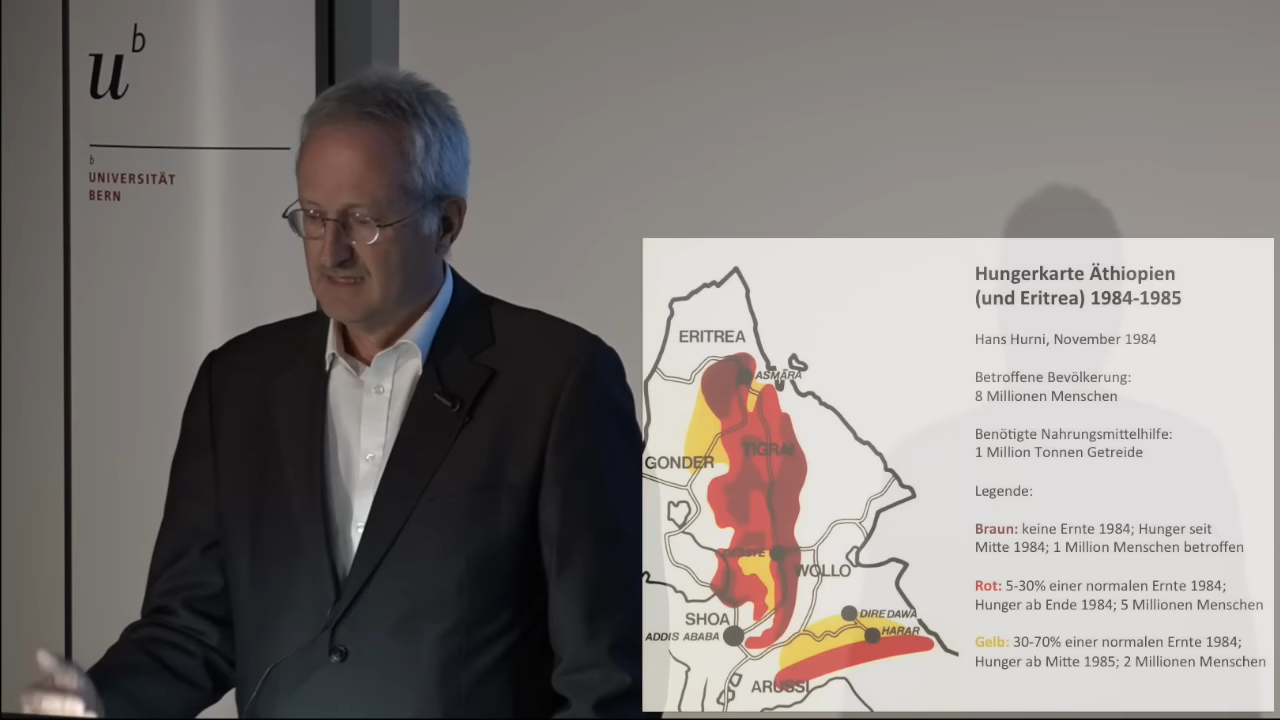 u
b
b
UNIVERSITÄT
BERN
Hungerkarte Äthiopien
(und Eritrea) 1984-1985
Hans Hurni, November 1984
Betroffene Bevölkerung:
8 Millionen Menschen
Benötigte Nahrungsmittelhilfe:
1 Million Tonnen Getreide
Legende:
Braun: keine Ernte 1984; Hunger seit
Mitte 1984; 1 Million Menschen betroffen
Rot: 5-30% einer normalen Ernte 1984;
Hunger ab Ende 1984; 5 Millionen Menschen
Gelb: 30-70% einer normalen Ernte 1984;
Hunger ab Mitte 1985; 2 Millionen Menschen
ERITREA
ASMARA
TIGRAI
GONDER
WOLLO
SHOA
ADDIS ABABA
DIRE DAWA
HARAR
ARUSSI